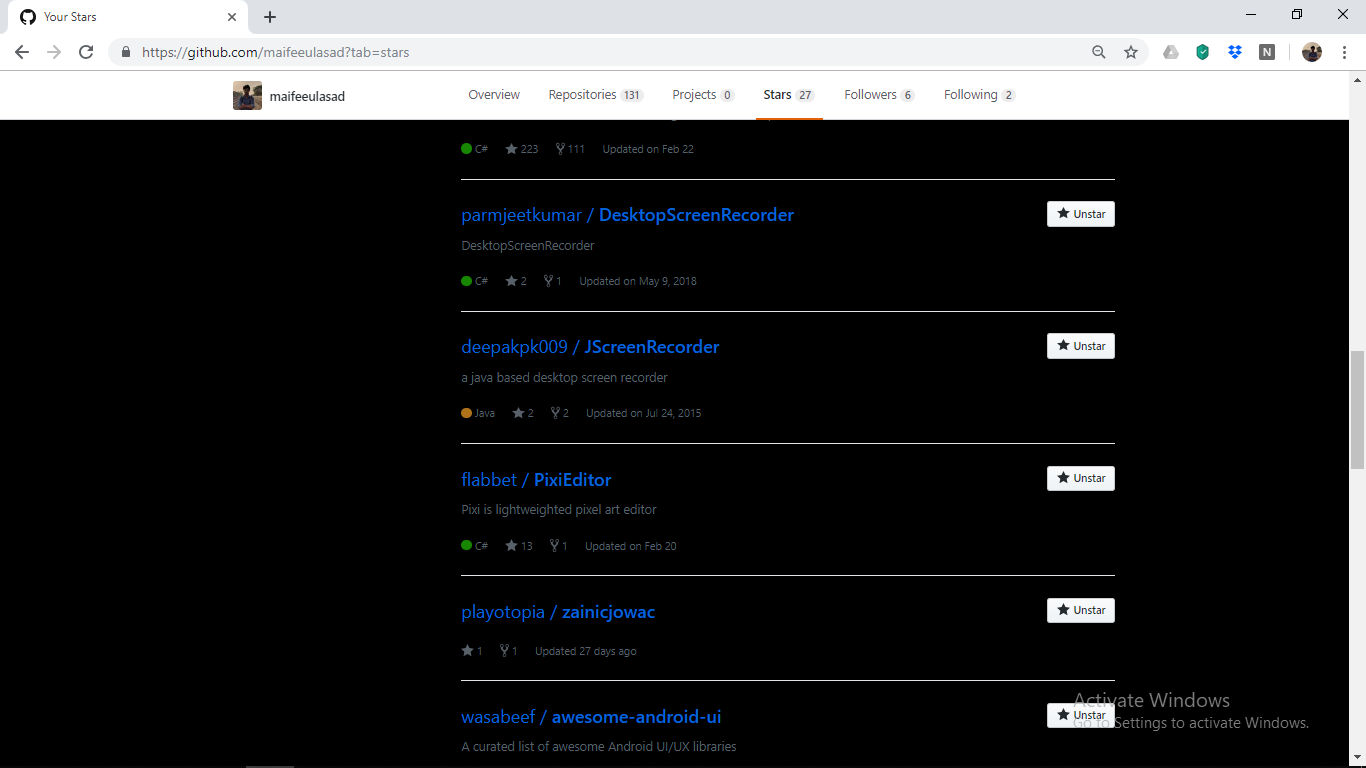 Your Stars
https://github.com/maifeeulasad?tab=stars
N
maifeeulasad
Overview Repositories 131 Projects 0 Stars 27 Followers 6 Following 2
C# 223 111 Updated on Feb 22
parmjeetkumar / DesktopScreenRecorder Unstar
DesktopScreenRecorder
C# 2 1 Updated on May 9, 2018
deepakpk009 / JScreenRecorder Unstar
a java based desktop screen recorder
Java 2 2 Updated on Jul 24, 2015
flabbet / PixiEditor Unstar
Pixi is lightweighted pixel art editor
C# 13 1 Updated on Feb 20
playotopia / zainicjowac Unstar
1 1 Updated 27 days ago
wasabeef / awesome-android-ui Unstar
A curated list of awesome Android UI/UX libraries
Activate Windows
Go to Settings to activate Windows.